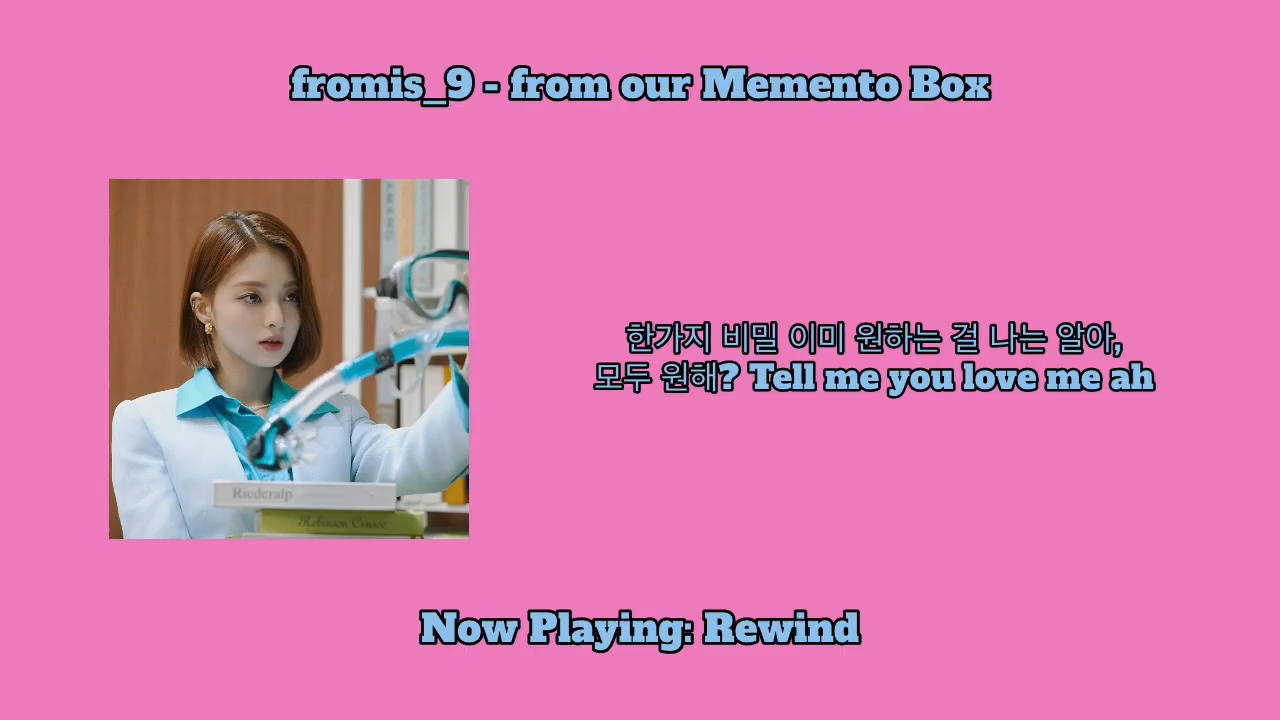 fromis_9 - from our Memento Box
한가지 비밀 이미 원하는 걸 나는 알아,
모두 원해? Tell me you love me ah
Riederalp
Robinson Crusoe
Now Playing: Rewind